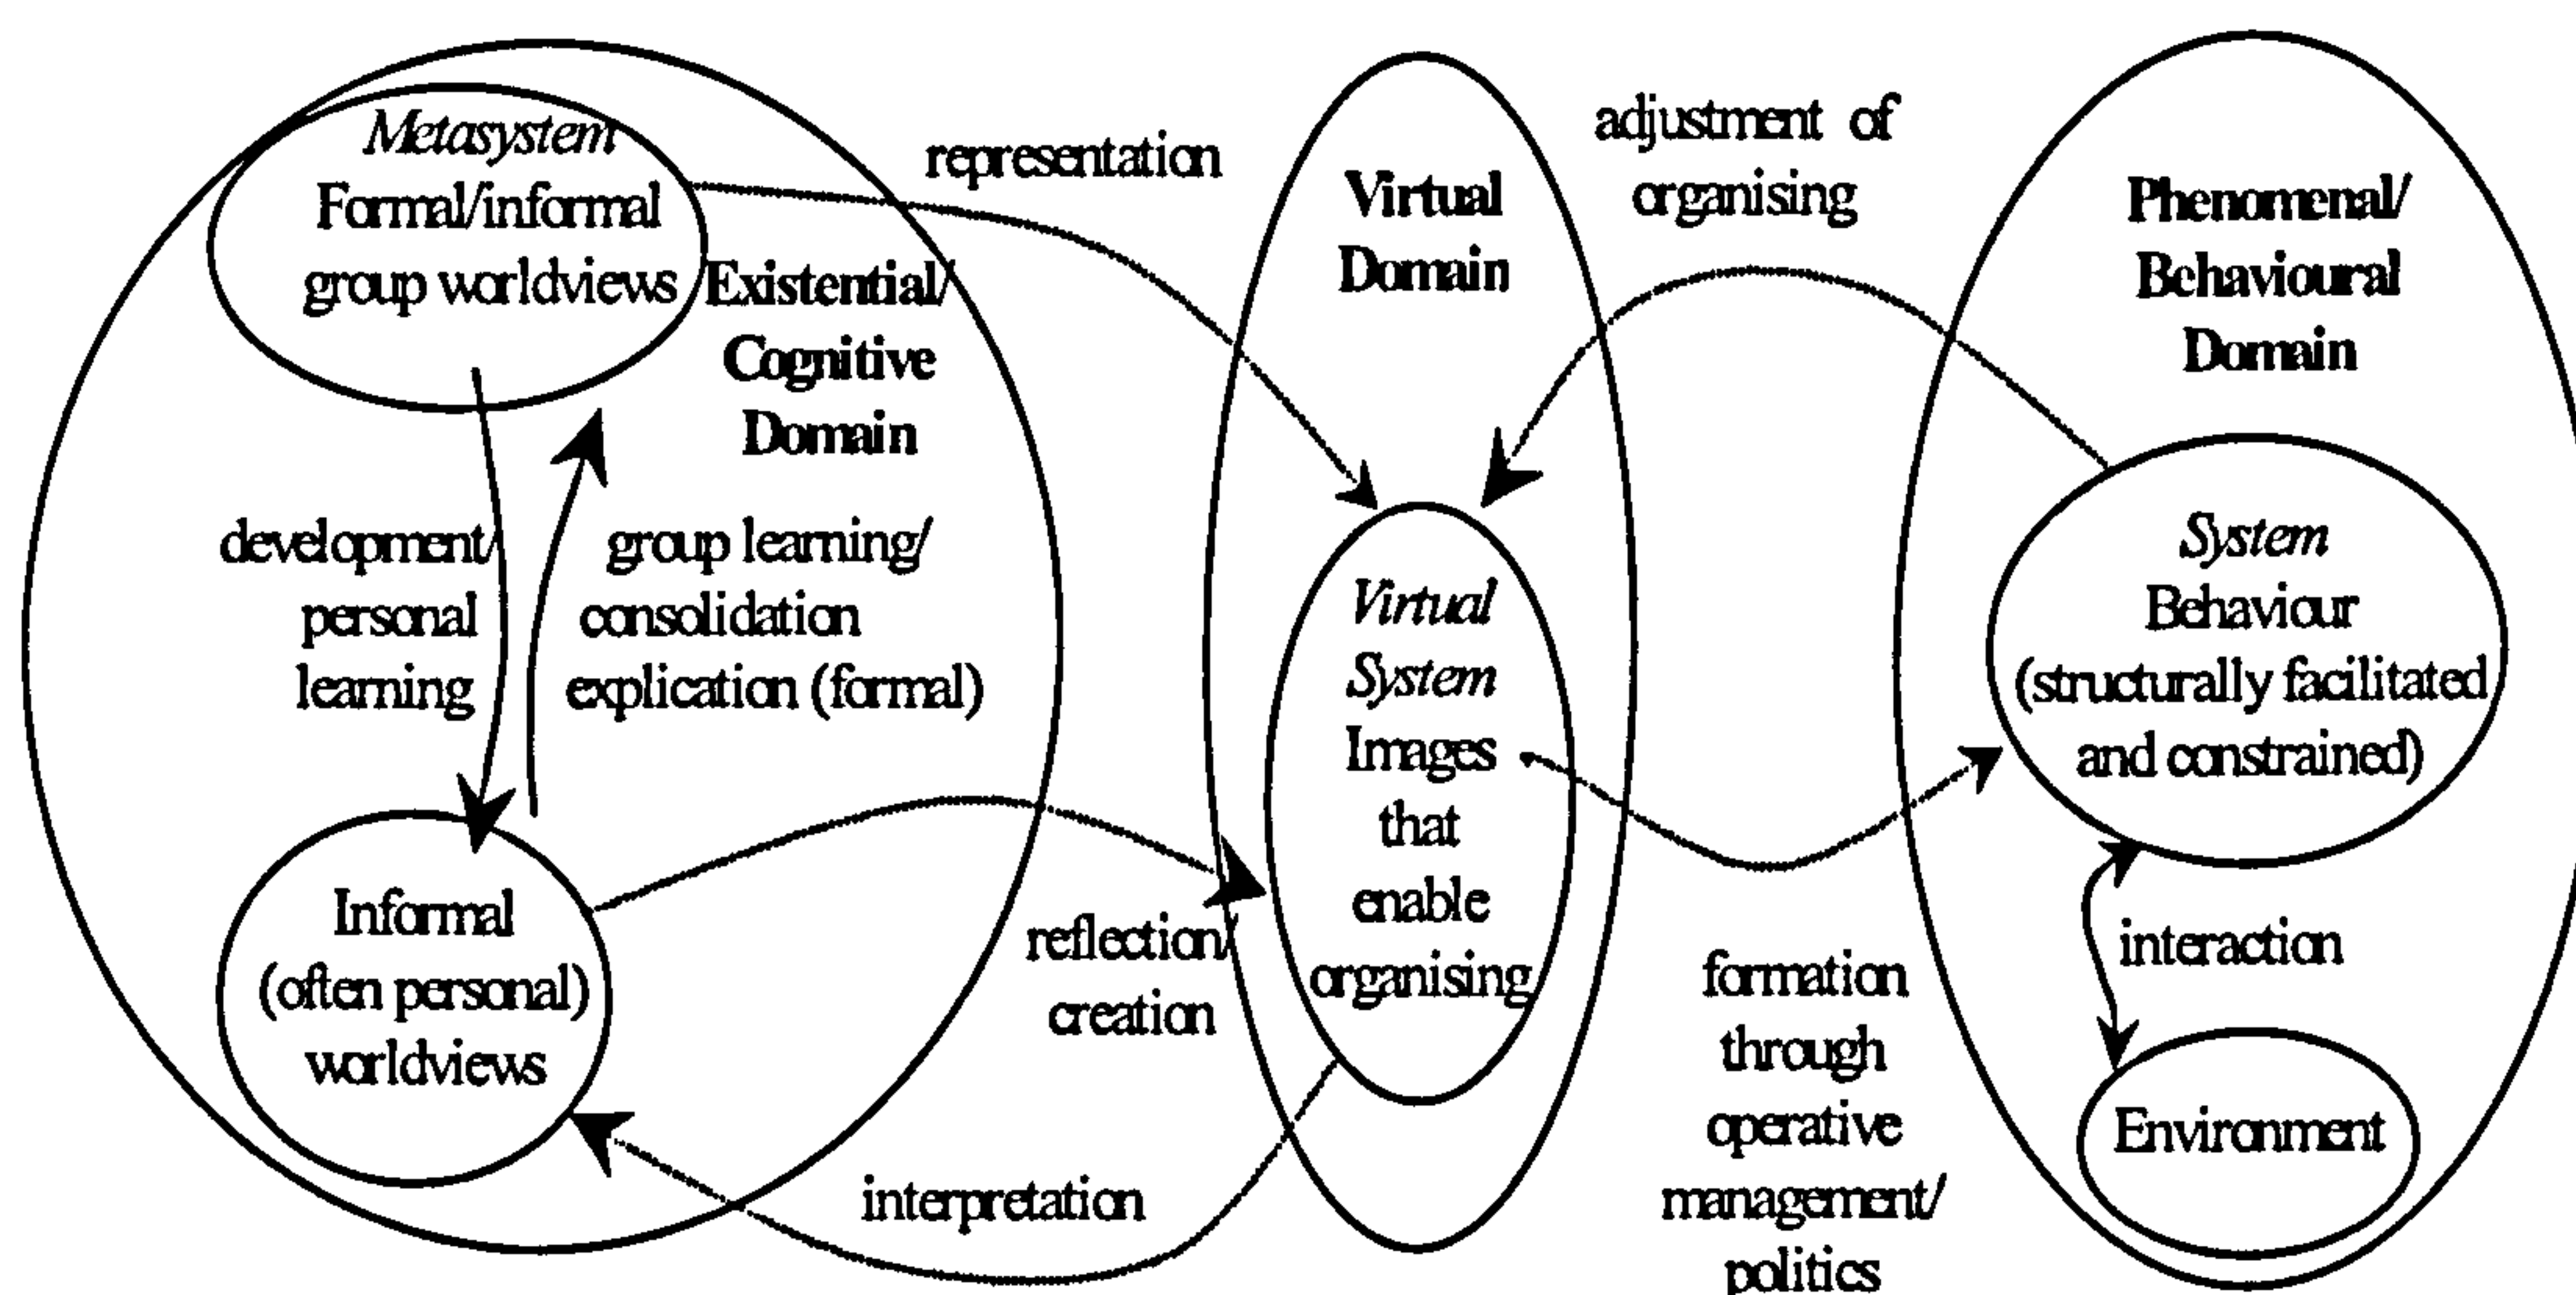 Metasystem
Formal/informal
group worldviews
Existential/
Cognitive
Domain
development/
personal
learning
group learning/
consolidation
explication (formal)
Informal
(often personal)
worldviews
representation
reflection/
creation
interpretation
Virtual
Domain
Virtual
System
Images
that
enable
organising
adjustment of
organising
formation
through
operative
management/
politics
Phenomenal/
Behavioural
Domain
System
Behaviour
(structurally facilitated
and constrained)
interaction
Environment